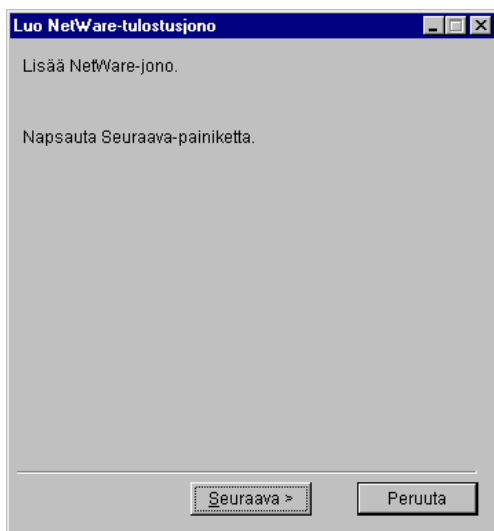 Luo NetWare-tulostusjono
Lisää NetWare-jono.
Napsauta Seuraava-painiketta.
Seuraava >
Peruuta